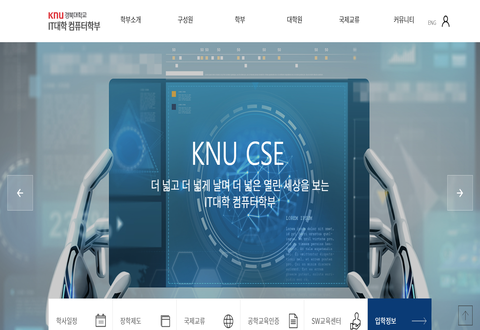 KNU 경북대학교
IT대학 컴퓨터학부
학부소개
구성원
학부
대학원
국제교류
커뮤니티
ENG
KNU CSE
더 넓고 더 넓게 날며 더 넓은 열린 세상을 보는
IT대학 컴퓨터학부
LOREM IPSUM
학사일정
장학제도
국제교류
공학교육인증
SW교육센터
입학정보